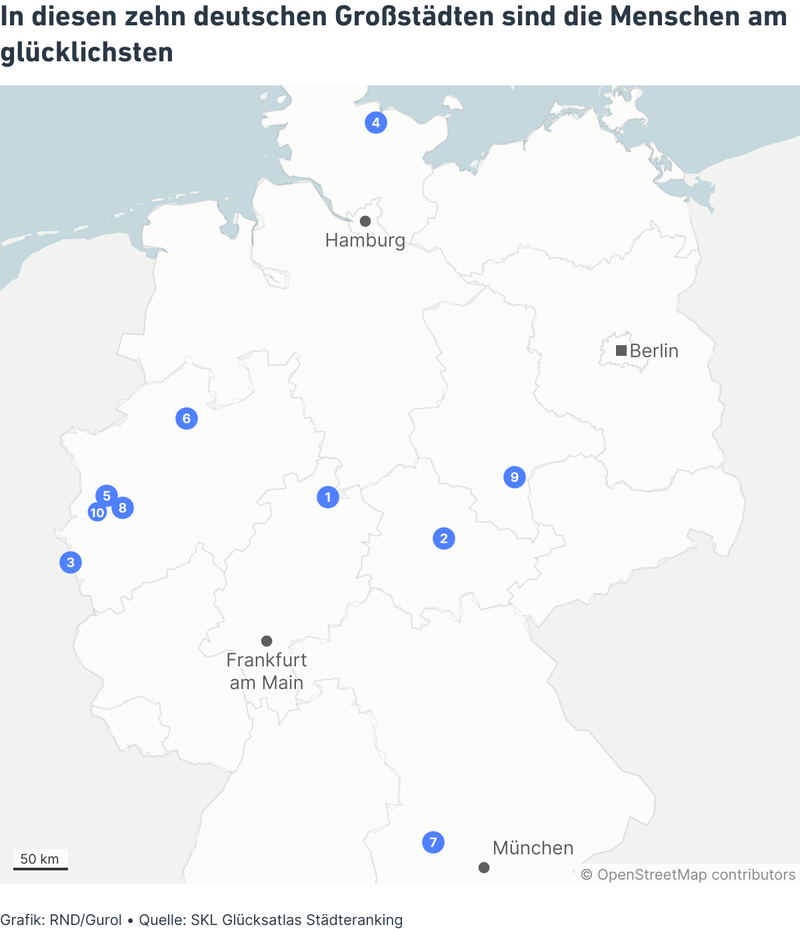 In diesen zehn deutschen Großstädten sind die Menschen am
glücklichsten
4
Hamburg
Berlin
6
9
5
1
8
10
2
3
Frankfurt
am Main
7
München
50 km
© OpenStreetMap contributors
Grafik: RND/Gurol • Quelle: SKL Glücksatlas Städteranking